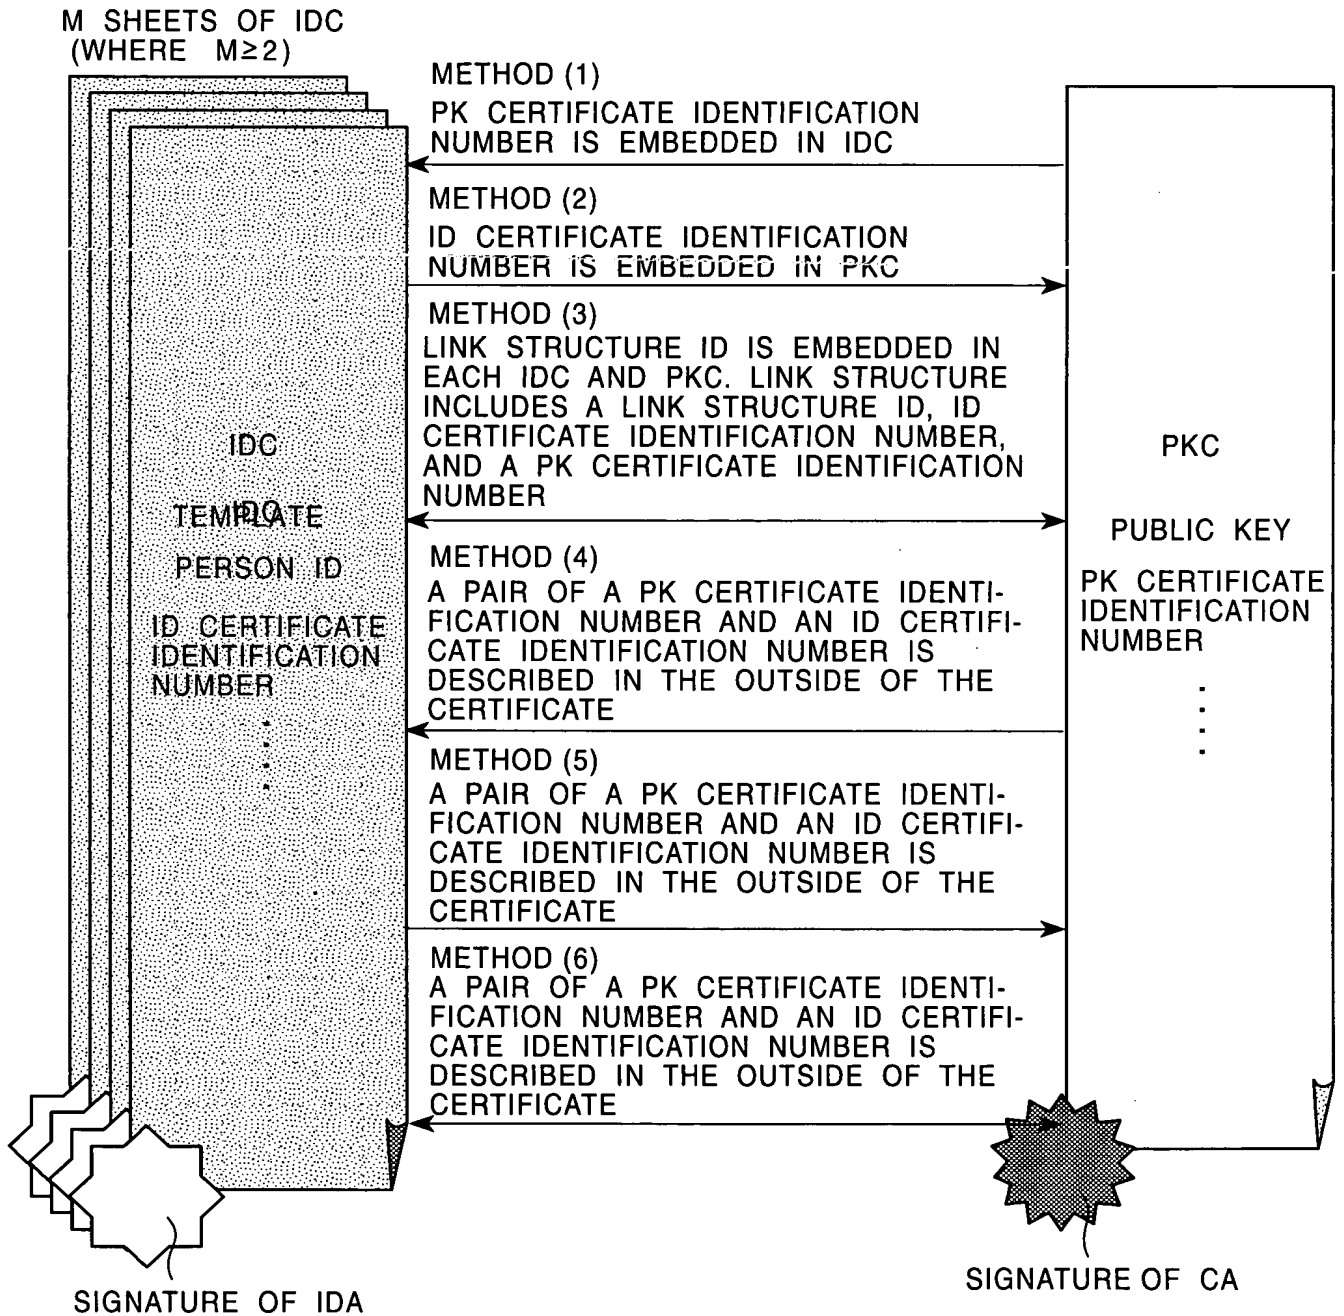 M SHEETS OF IDC
(WHERE M≥2)
METHOD (1)
PK CERTIFICATE IDENTIFICATION
NUMBER IS EMBEDDED IN IDC
METHOD (2)
ID CERTIFICATE IDENTIFICATION
NUMBER IS EMBEDDED IN PKC
METHOD (3)
LINK STRUCTURE ID IS EMBEDDED IN
EACH IDC AND PKC. LINK STRUCTURE
INCLUDES A LINK STRUCTURE ID, ID
CERTIFICATE IDENTIFICATION NUMBER,
AND A PK CERTIFICATE IDENTIFICATION
NUMBER
METHOD (4)
A PAIR OF A PK CERTIFICATE IDENTI-
FICATION NUMBER AND AN ID CERTIFI-
CATE IDENTIFICATION NUMBER IS
DESCRIBED IN THE OUTSIDE OF THE
CERTIFICATE
METHOD (5)
A PAIR OF A PK CERTIFICATE IDENTI-
FICATION NUMBER AND AN ID CERTIFI-
CATE IDENTIFICATION NUMBER IS
DESCRIBED IN THE OUTSIDE OF THE
CERTIFICATE
METHOD (6)
A PAIR OF A PK CERTIFICATE IDENTI-
FICATION NUMBER AND AN ID CERTIFI-
CATE IDENTIFICATION NUMBER IS
DESCRIBED IN THE OUTSIDE OF THE
CERTIFICATE
IDC
IDC
TEMPLATE
PERSON ID
ID CERTIFICATE
IDENTIFICATION
NUMBER
PKC
PUBLIC KEY
PK CERTIFICATE
IDENTIFICATION
NUMBER
SIGNATURE OF IDA
SIGNATURE OF CA